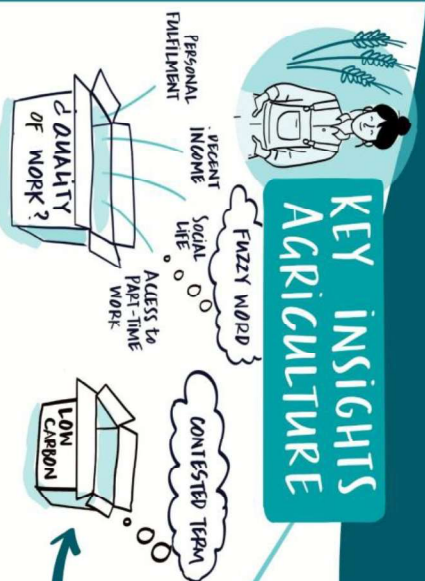 KEY INSIGHTS
AGRICULTURE
FUZZY WORD
PERSONAL
FULFILMENT
DECENT
INCOME
SOCIAL
LIFE
ACCESS to
PART-TIME
WORK
QUALITY
OF WORK?
CONTESTED TERM
LOW
CARBON